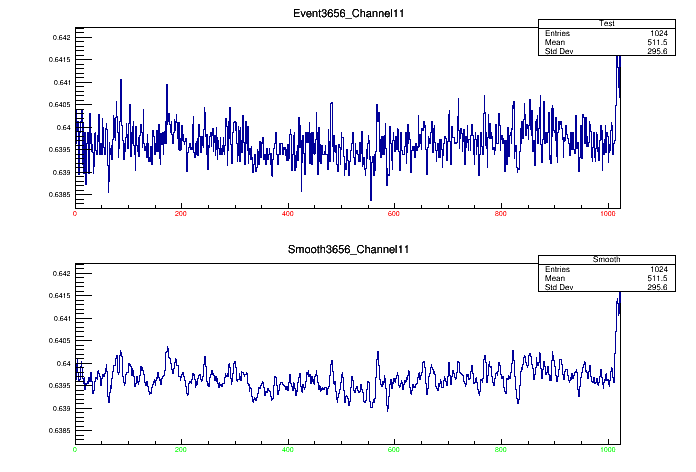 Event3656_Channel11
Test
Entries 1024
Mean 511.5
Std Dev 295.6
0.642
0.6415
0.641
0.6405
0.64
0.6395
0.639
0.6385
0 200 400 600 800 1000
Smooth3656_Channel11
Smooth
Entries 1024
Mean 511.5
Std Dev 295.6
0.642
0.6415
0.641
0.6405
0.64
0.6395
0.639
0.6385
0 200 400 600 800 1000